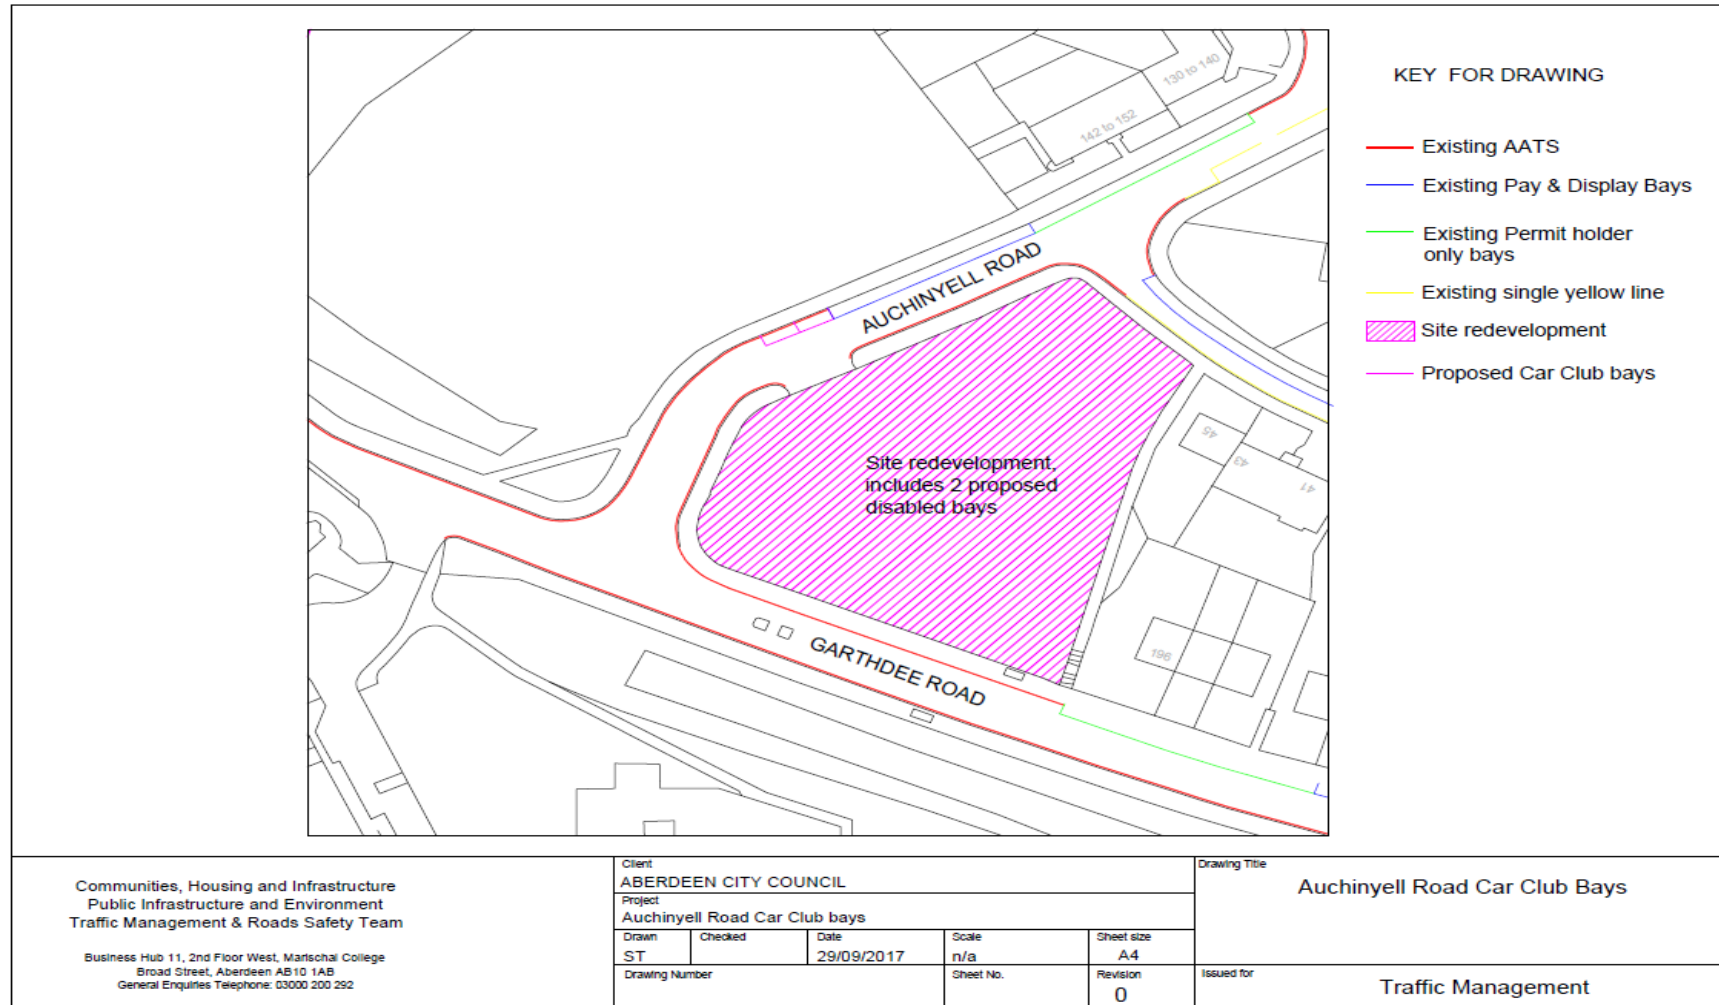 130 to 140
142 to 152
AUCHINYELL ROAD
Site redevelopment,
includes 2 proposed
disabled bays
45
43
41
196
GARTHDEE ROAD
KEY FOR DRAWING
Existing AATS
Existing Pay & Display Bays
Existing Permit holder
only bays
Existing single yellow line
Site redevelopment
Proposed Car Club bays
Communities, Housing and Infrastructure
Public Infrastructure and Environment
Traffic Management & Roads Safety Team
Business Hub 11, 2nd Floor West, Marischal College
Broad Street, Aberdeen AB10 1AB
General Enquiries Telephone: 03000 200 292
Client
ABERDEEN CITY COUNCIL
Project
Auchinyell Road Car Club bays
Drawn Checked Date Scale Sheet size
ST 29/09/2017 n/a A4
Drawing Number Sheet No. Revision
0
Drawing Title
Auchinyell Road Car Club Bays
Issued for
Traffic Management